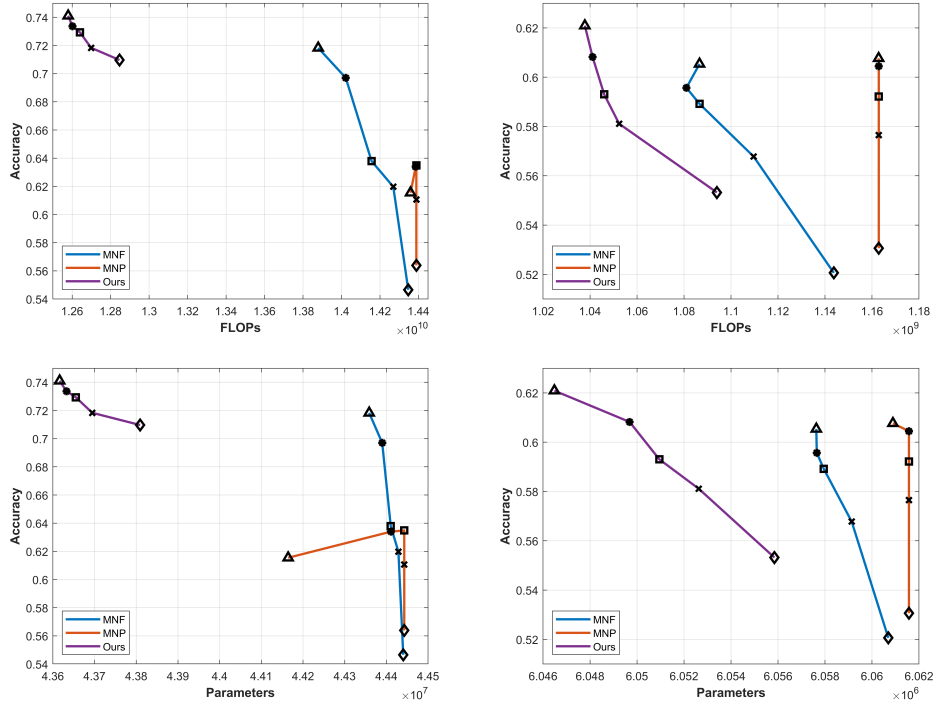 0.74
0.72
0.7
0.68
0.66
0.64
0.62
0.6
0.58
0.56
0.54
Accuracy
1.26 1.28 1.3 1.32 1.34 1.36 1.38 1.4 1.42 1.44
FLOPs
×10^10
MNF
MNP
Ours
0.62
0.6
0.58
0.56
0.54
0.52
Accuracy
1.02 1.04 1.06 1.08 1.1 1.12 1.14 1.16 1.18
FLOPs
×10^9
MNF
MNP
Ours
0.74
0.72
0.7
0.68
0.66
0.64
0.62
0.6
0.58
0.56
0.54
Accuracy
4.36 4.37 4.38 4.39 4.4 4.41 4.42 4.43 4.44 4.45
Parameters
×10^7
MNF
MNP
Ours
0.62
0.6
0.58
0.56
0.54
0.52
Accuracy
6.046 6.048 6.05 6.052 6.054 6.056 6.058 6.06 6.062
Parameters
×10^6
MNF
MNP
Ours